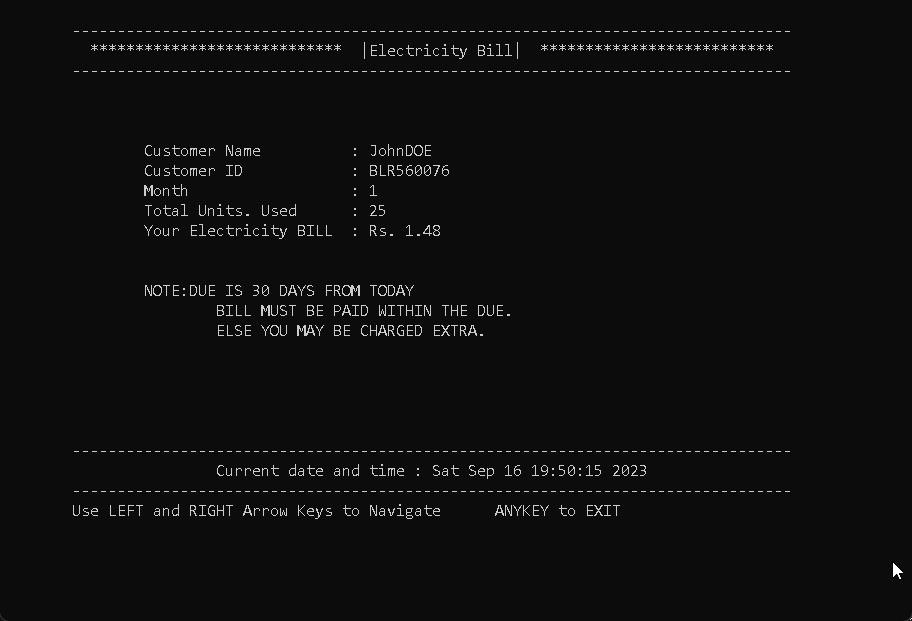 --------------------------------------------------------------------------------
**************************** |Electricity Bill| **************************
--------------------------------------------------------------------------------
Customer Name : JohnDOE
Customer ID : BLR560076
Month : 1
Total Units. Used : 25
Your Electricity BILL : Rs. 1.48
NOTE:DUE IS 30 DAYS FROM TODAY
BILL MUST BE PAID WITHIN THE DUE.
ELSE YOU MAY BE CHARGED EXTRA.
--------------------------------------------------------------------------------
Current date and time : Sat Sep 16 19:50:15 2023
--------------------------------------------------------------------------------
Use LEFT and RIGHT Arrow Keys to Navigate ANYKEY to EXIT